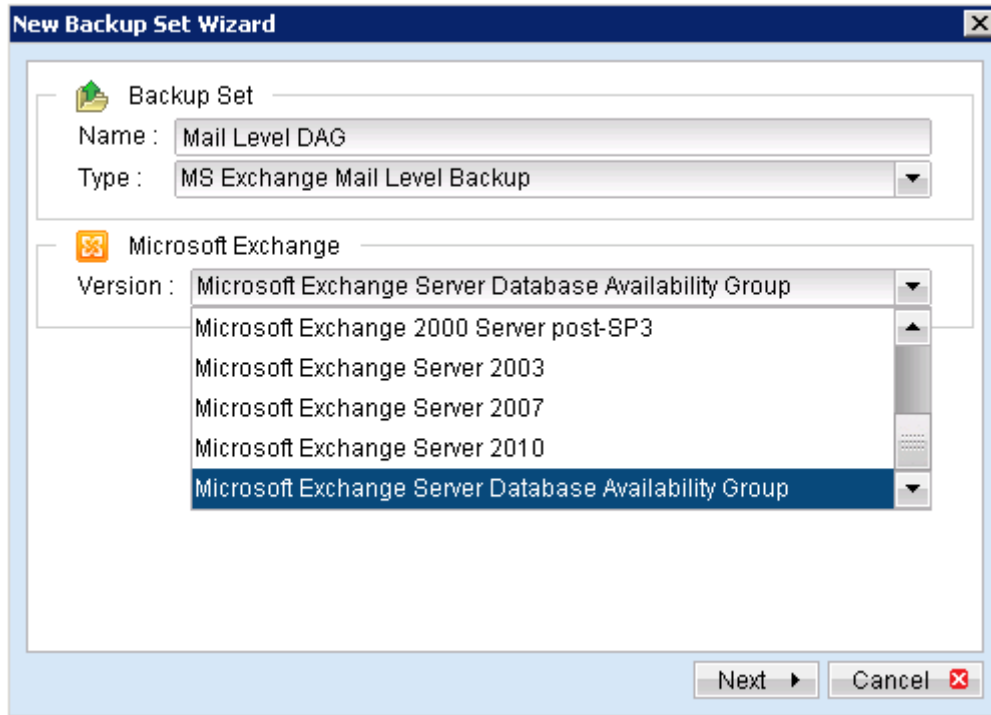 New Backup Set Wizard
Backup Set
Name : Mail Level DAG
Type : MS Exchange Mail Level Backup
Microsoft Exchange
Version : Microsoft Exchange Server Database Availability Group
Microsoft Exchange 2000 Server post-SP3
Microsoft Exchange Server 2003
Microsoft Exchange Server 2007
Microsoft Exchange Server 2010
Microsoft Exchange Server Database Availability Group
Next Cancel